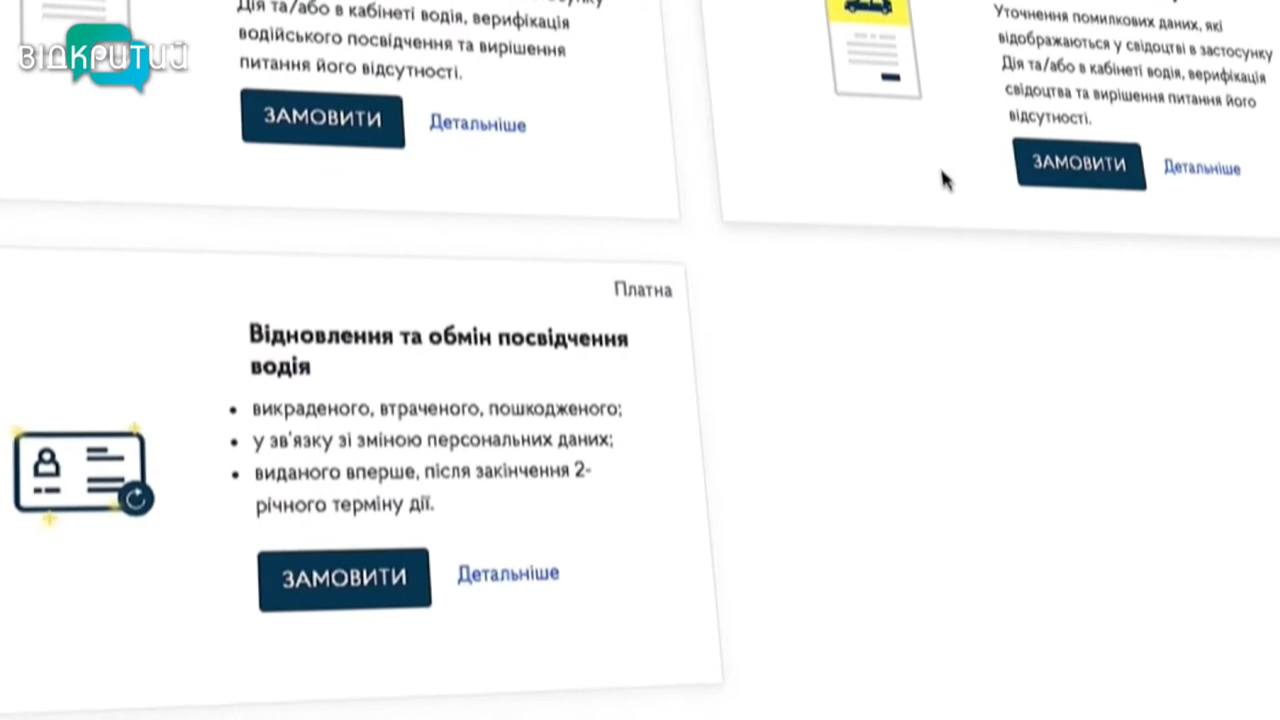 ВІДКРИТИЙ
Дія та/або в кабінеті водія, верифікація
водійського посвідчення та вирішення
питання його відсутності.
ЗАМОВИТИ
Детальніше
Уточнення помилкових даних, які
відображаються у свідоцтві в застосунку
Дія та/або в кабінеті водія, верифікація
свідоцтва та вирішення питання його
відсутності.
ЗАМОВИТИ
Детальніше
Платна
Відновлення та обмін посвідчення
водія
• викраденого, втраченого, пошкодженого;
• у зв'язку зі зміною персональних даних;
• виданого вперше, після закінчення 2-
річного терміну дії.
ЗАМОВИТИ
Детальніше